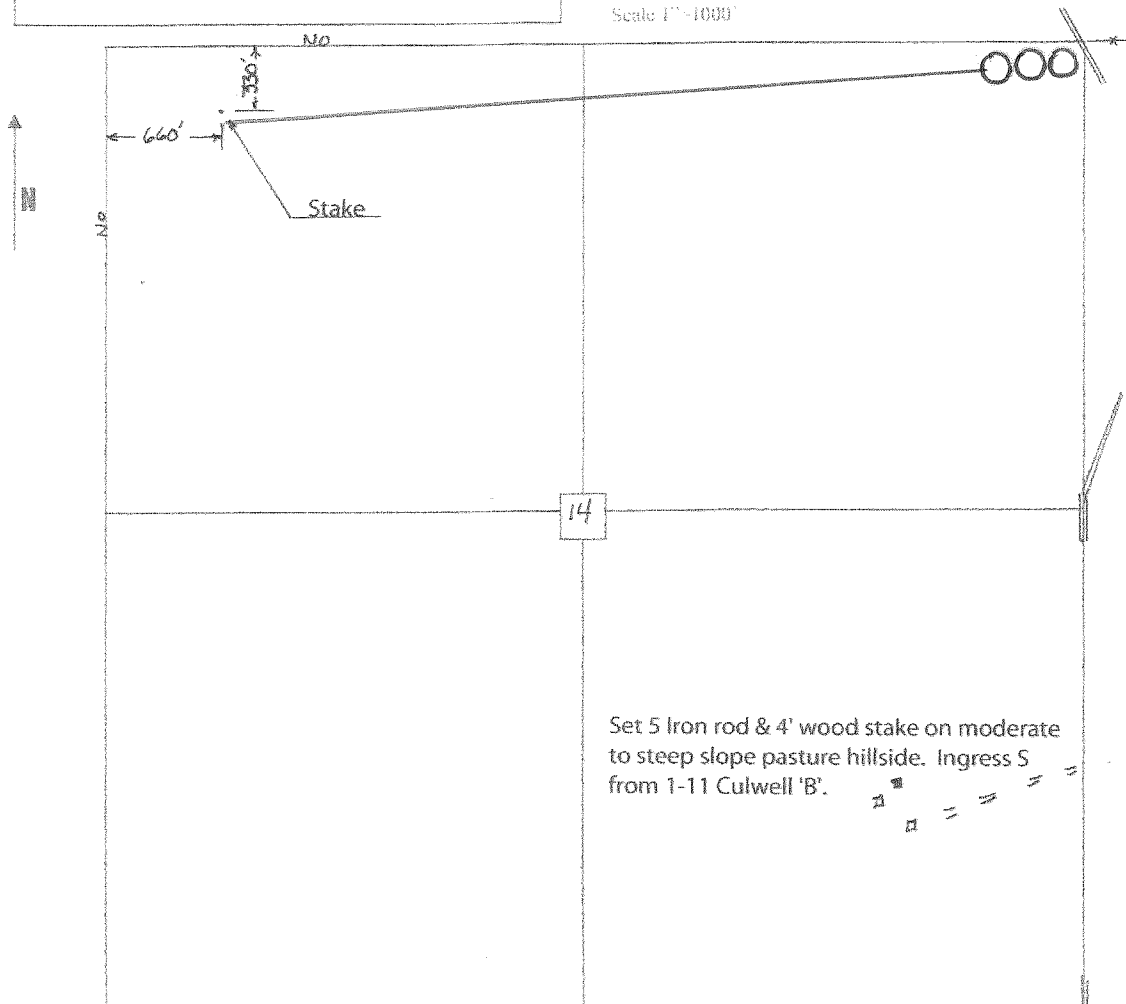 Scale 1"=1000'
No
330'
660'
N
Stake
No
14
Set 5 Iron rod & 4' wood stake on moderate
to steep slope pasture hillside. Ingress S
from 1-11 Culwell 'B'.